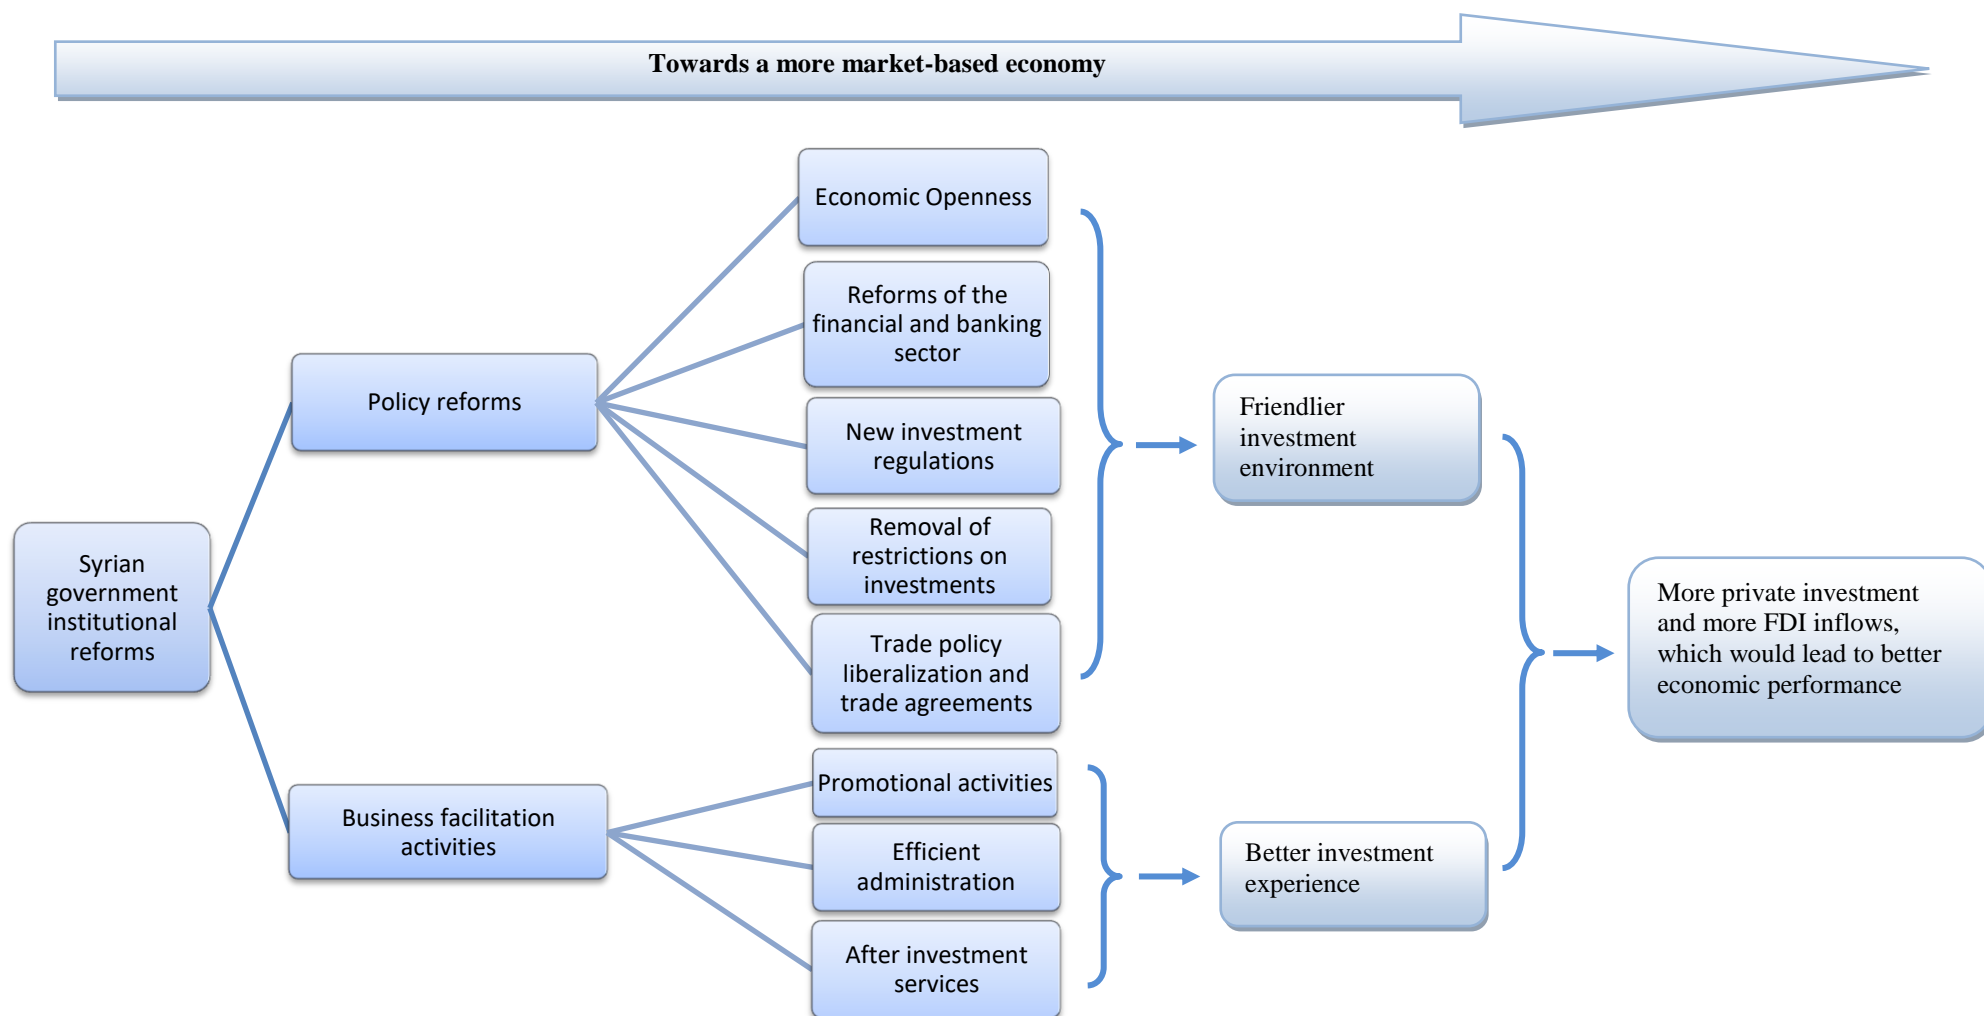 Towards a more market-based economy
Economic Openness
Reforms of the
financial and banking
sector
Policy reforms
New investment
regulations
Friendlier
investment
environment
Removal of
restrictions on
investments
Syrian
government
institutional
reforms
More private investment
and more FDI inflows,
which would lead to better
economic performance
Trade policy
liberalization and
trade agreements
Promotional activities
Business facilitation
activities
Efficient
administration
Better investment
experience
After investment
services